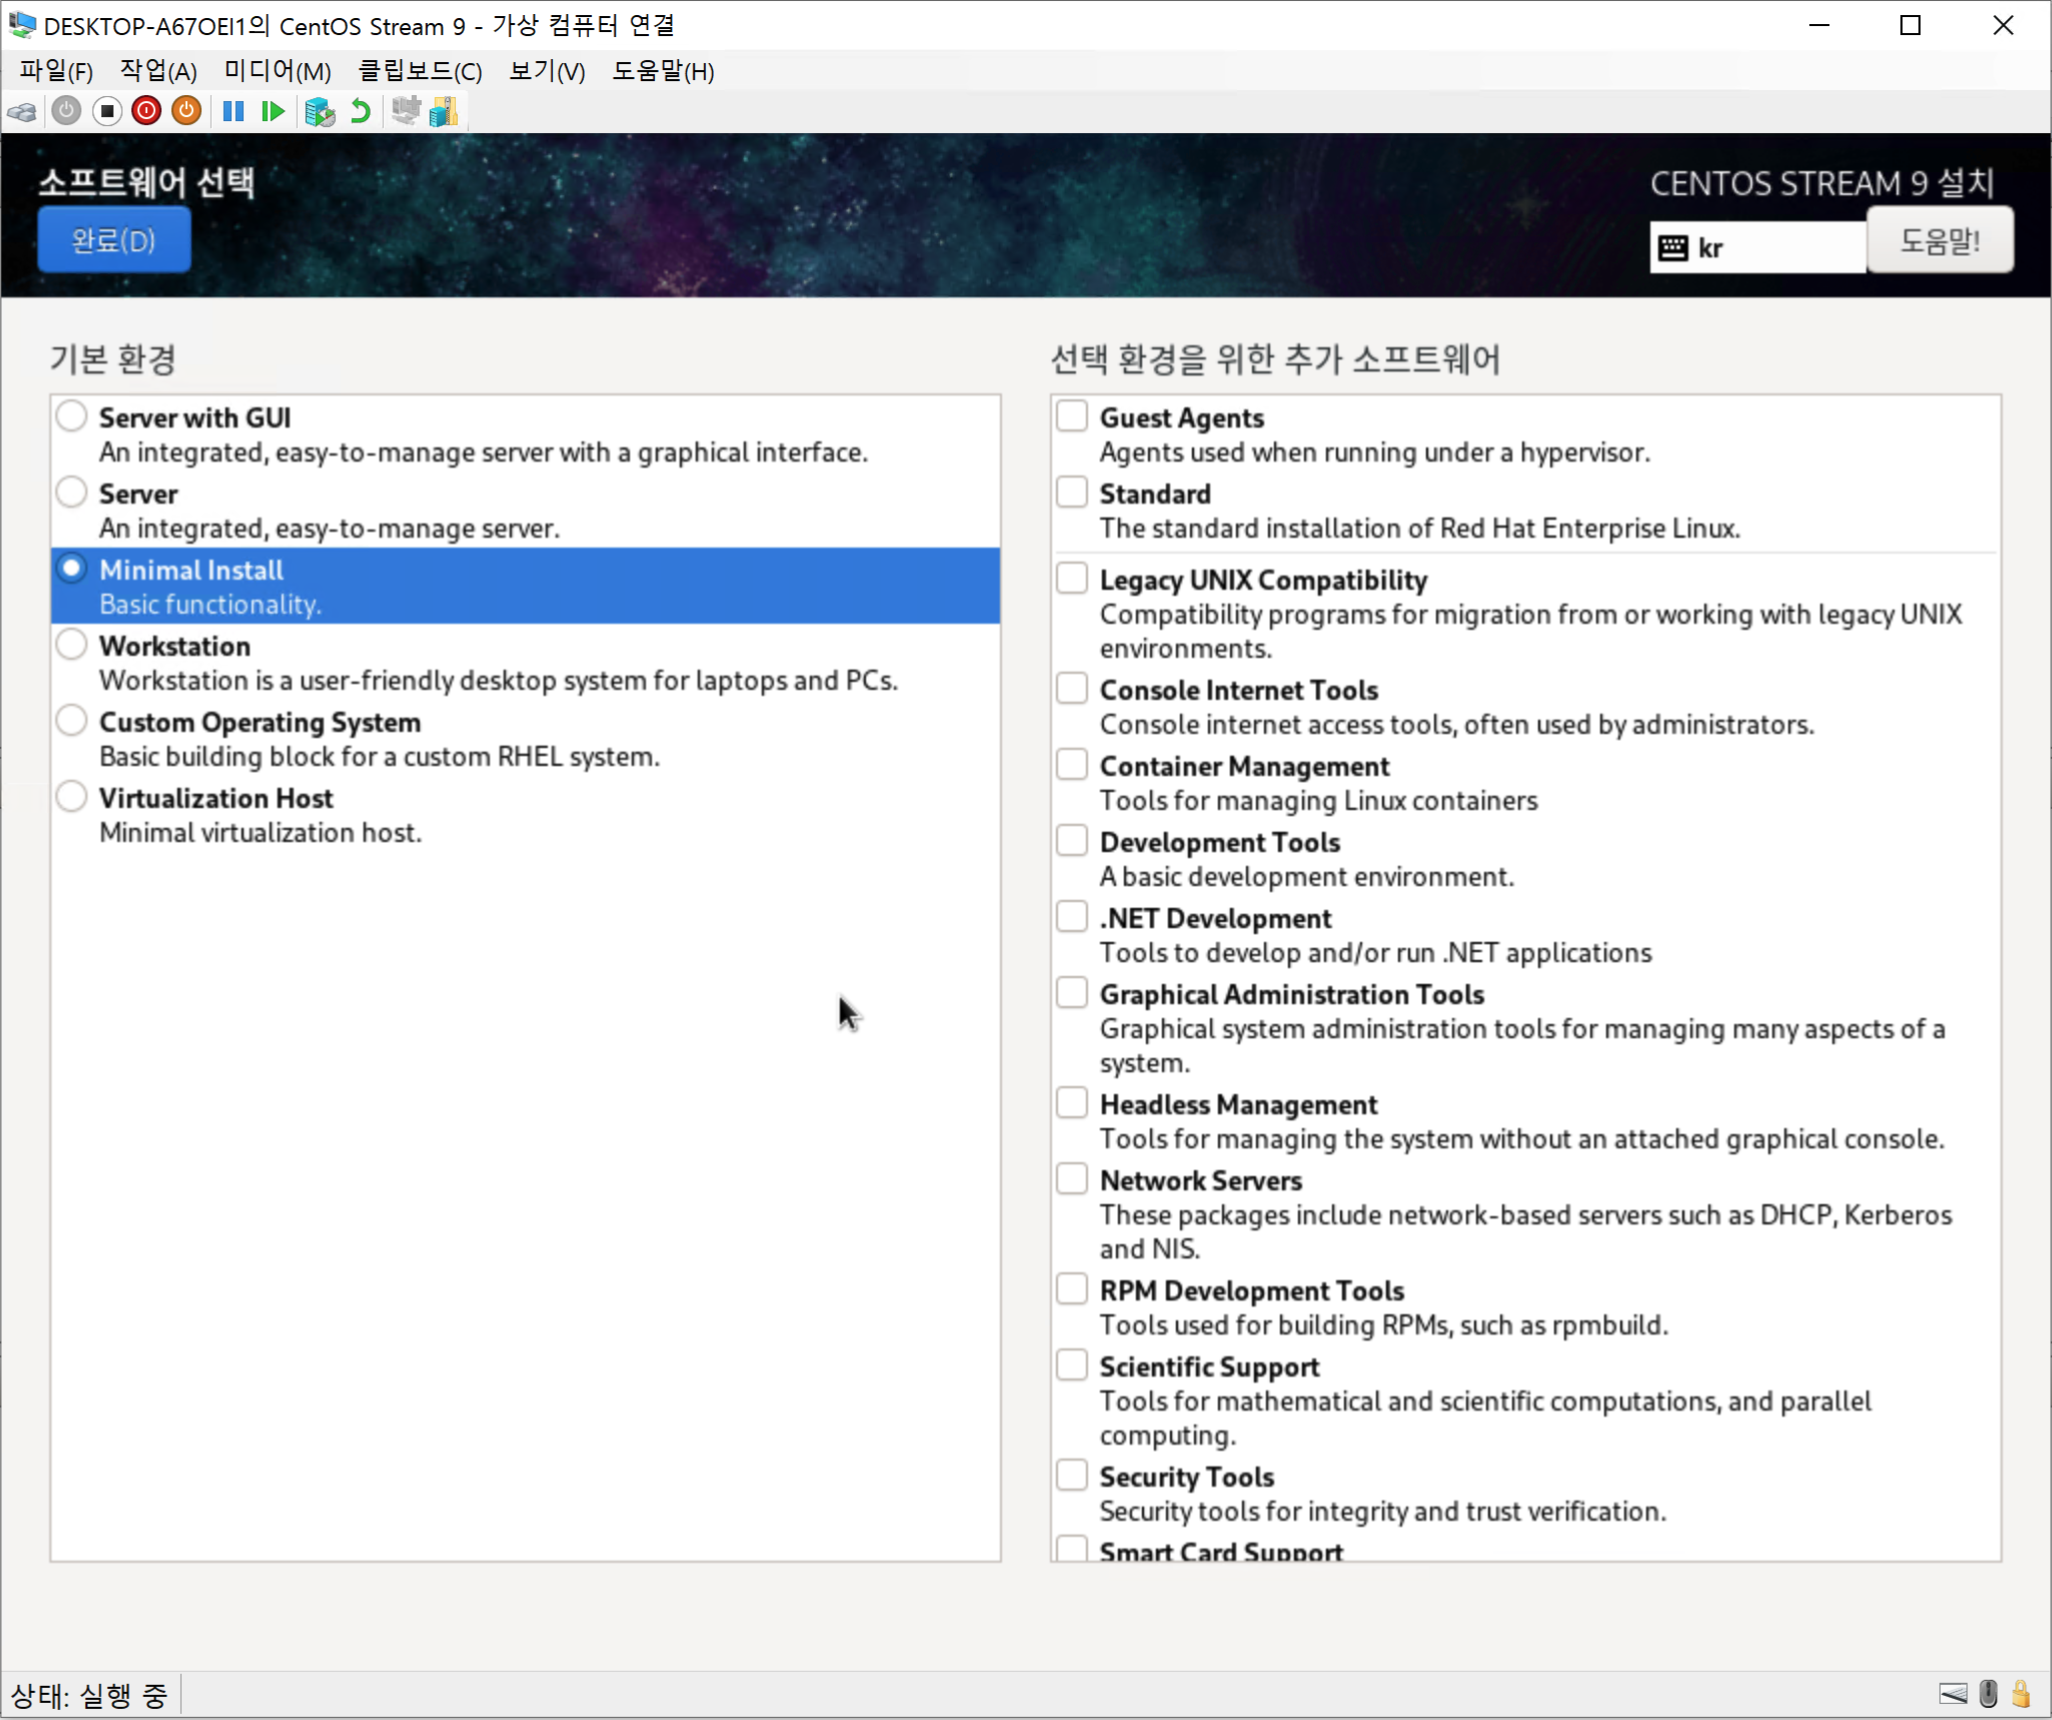 DESKTOP-A67OEI1의 CentOS Stream 9 - 가상 컴퓨터 연결
파일(F) 작업(A) 미디어(M) 클립보드(C) 보기(V) 도움말(H)
소프트웨어 선택
CENTOS STREAM 9 설치
완료(D)
kr
도움말!
기본 환경
Server with GUI
An integrated, easy-to-manage server with a graphical interface.
Server
An integrated, easy-to-manage server.
Minimal Install
Basic functionality.
Workstation
Workstation is a user-friendly desktop system for laptops and PCs.
Custom Operating System
Basic building block for a custom RHEL system.
Virtualization Host
Minimal virtualization host.
선택 환경을 위한 추가 소프트웨어
Guest Agents
Agents used when running under a hypervisor.
Standard
The standard installation of Red Hat Enterprise Linux.
Legacy UNIX Compatibility
Compatibility programs for migration from or working with legacy UNIX
environments.
Console Internet Tools
Console internet access tools, often used by administrators.
Container Management
Tools for managing Linux containers
Development Tools
A basic development environment.
.NET Development
Tools to develop and/or run .NET applications
Graphical Administration Tools
Graphical system administration tools for managing many aspects of a
system.
Headless Management
Tools for managing the system without an attached graphical console.
Network Servers
These packages include network-based servers such as DHCP, Kerberos
and NIS.
RPM Development Tools
Tools used for building RPMs, such as rpmbuild.
Scientific Support
Tools for mathematical and scientific computations, and parallel
computing.
Security Tools
Security tools for integrity and trust verification.
Smart Card Support
상태: 실행 중